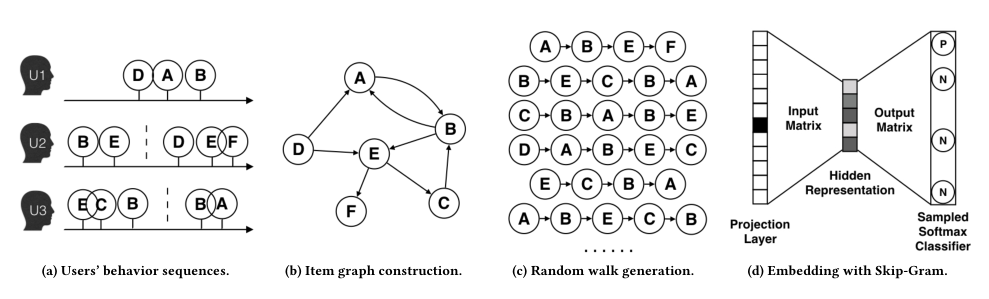 U1
D A B
U2
B E D E F
U3
E C B B A
A
B
D
E
F
C
A B E F
B E C B A
C B A B E
D A B E C
E C B A
A B E C B
......
P
N
N
N
Input
Matrix
Output
Matrix
Hidden
Representation
Projection
Layer
Sampled
Softmax
Classifier
(a) Users' behavior sequences.
(b) Item graph construction.
(c) Random walk generation.
(d) Embedding with Skip-Gram.